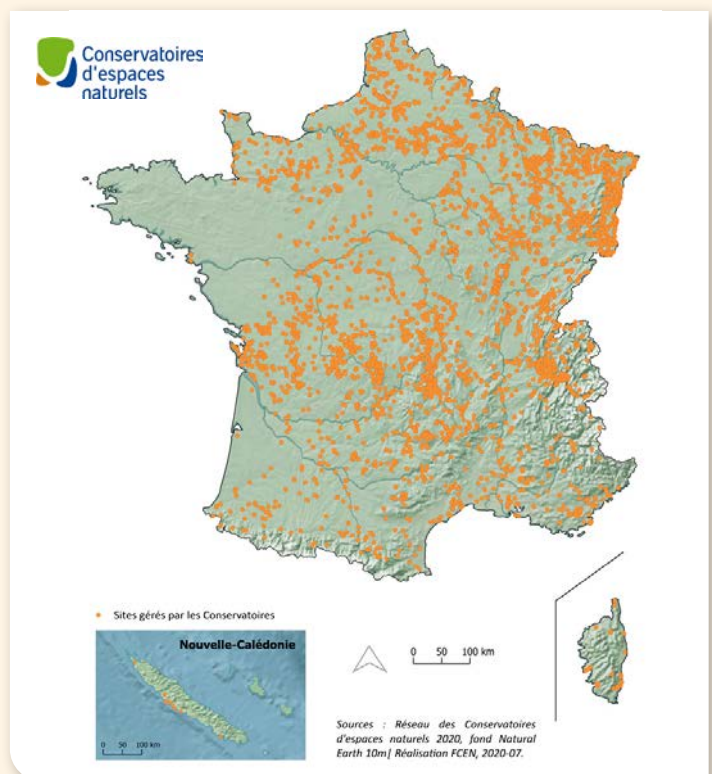 Conservatoires
d'espaces
naturels
Sites gérés par les Conservatoires
Nouvelle-Calédonie
0 50 100 km
0 50 100 km
Sources : Réseau des Conservatoires
d'espaces naturels 2020, fond Natural
Earth 10m| Réalisation FCEN, 2020-07.